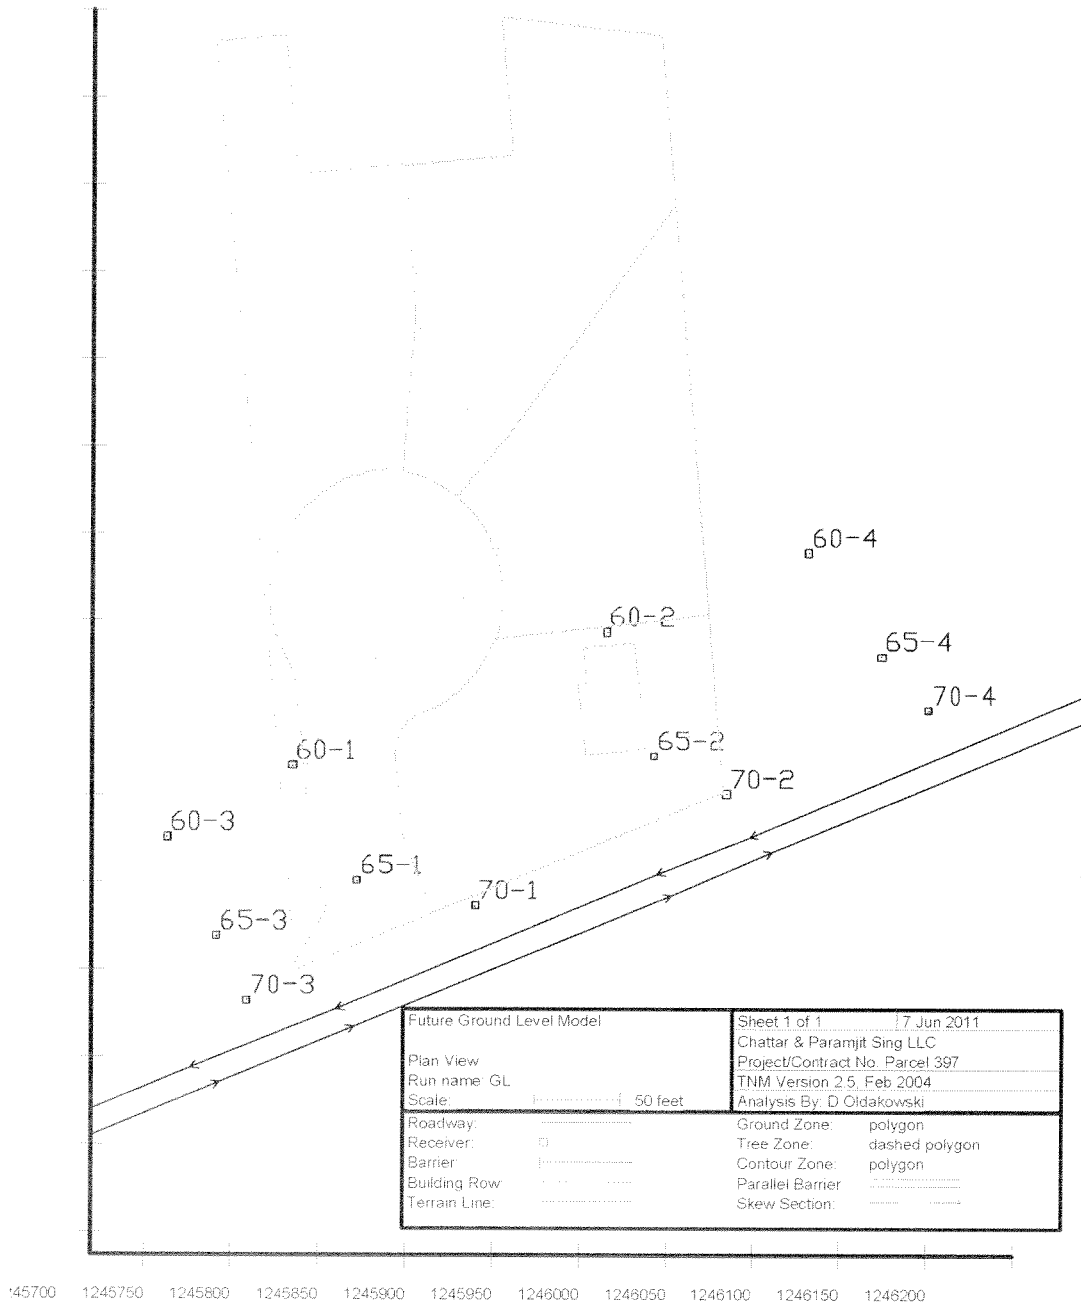 60-4
60-2
65-4
70-4
65-2
60-1
70-2
60-3
65-1
70-1
65-3
70-3
Future Ground Level Model
Sheet 1 of 1 7 Jun 2011
Chattar & Paramjit Sing LLC
Plan View
Project/Contract No. Parcel 397
Run name: GL
TNM Version 2.5, Feb 2004
Scale: 50 feet
Analysis By: D Oldakowski
Roadway:
Ground Zone: polygon
Receiver:
Tree Zone: dashed polygon
Barrier:
Contour Zone: polygon
Building Row:
Parallel Barrier
Terrain Line:
Skew Section:
45700 1245750 1245800 1245850 1245900 1245950 1246000 1246050 1246100 1246150 1246200